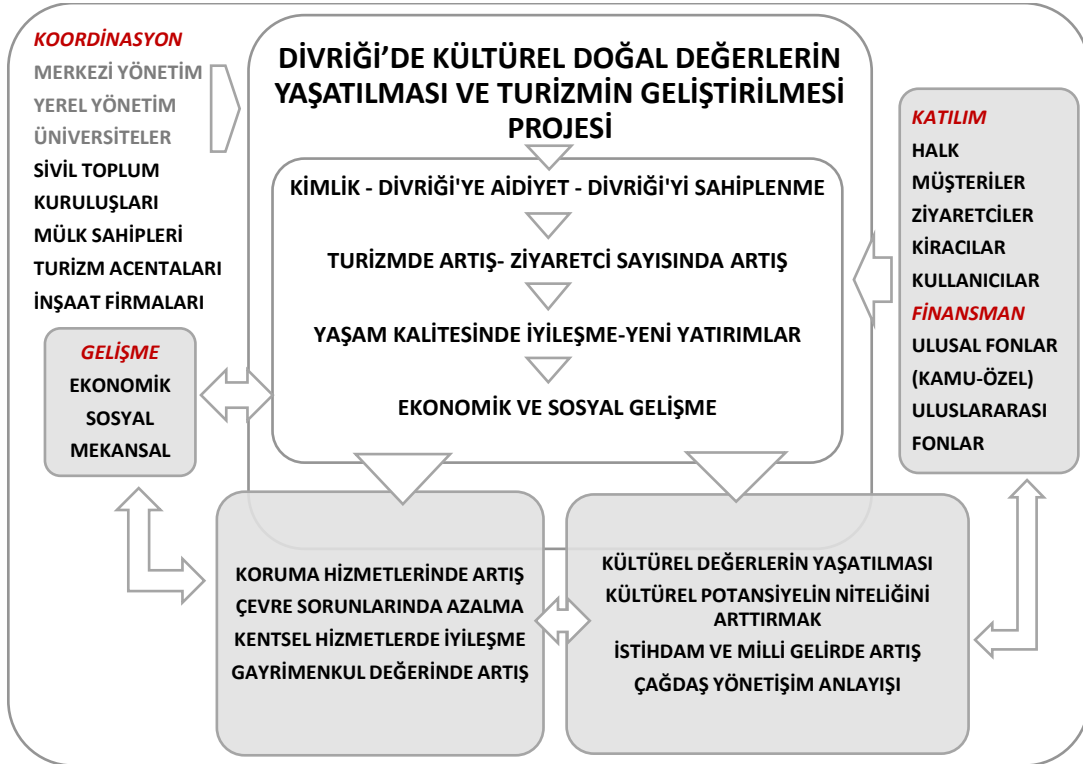 KOORDİNASYON
MERKEZİ YÖNETİM
YEREL YÖNETİM
ÜNİVERSİTELER
SİVİL TOPLUM
KURULUŞLARI
MÜLK SAHİPLERİ
TURİZM ACENTALARI
İNŞAAT FİRMALARI
GELİŞME
EKONOMİK
SOSYAL
MEKANSAL
DİVRİĞİ’DE KÜLTÜREL DOĞAL DEĞERLERİN
YAŞATILMASI VE TURİZMİN GELİŞTİRİLMESİ
PROJESİ
KİMLİK - DİVRİĞİ'YE AİDİYET - DİVRİĞİ'Yİ SAHİPLENME
TURİZMDE ARTIŞ- ZİYARETCİ SAYISINDA ARTIŞ
YAŞAM KALİTESİNDE İYİLEŞME-YENİ YATIRIMLAR
EKONOMİK VE SOSYAL GELİŞME
KATILIM
HALK
MÜŞTERİLER
ZİYARETCİLER
KİRACILAR
KULLANICILAR
FİNANSMAN
ULUSAL FONLAR
(KAMU-ÖZEL)
ULUSLARARASI
FONLAR
KORUMA HİZMETLERİNDE ARTIŞ
ÇEVRE SORUNLARINDA AZALMA
KENTSEL HİZMETLERDE İYİLEŞME
GAYRİMENKUL DEĞERİNDE ARTIŞ
KÜLTÜREL DEĞERLERİN YAŞATILMASI
KÜLTÜREL POTANSİYELİN NİTELİĞİNİ
ARTTIRMAK
İSTİHDAM VE MİLLİ GELİRDE ARTIŞ
ÇAĞDAŞ YÖNETİŞİM ANLAYIŞI